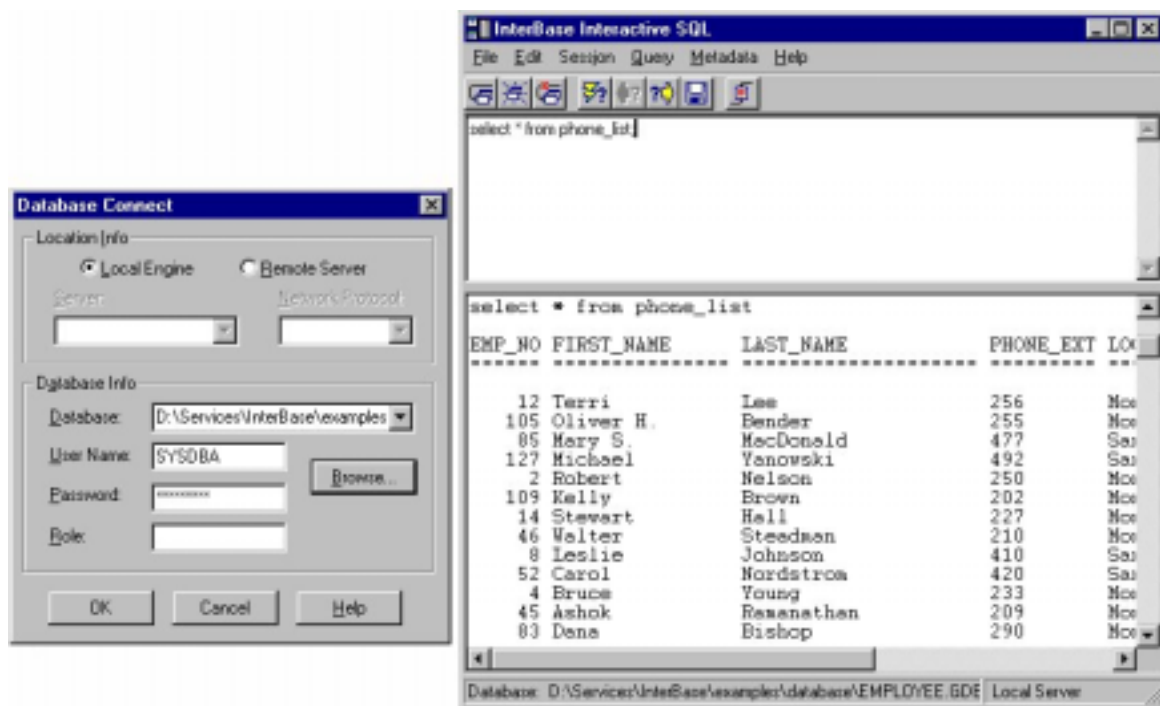 Database Connect
Location Info
Local Engine Remote Server
Server: Network Protocol:
Database Info
Database: D:\Services\InterBase\examples
User Name: SYSDBA
Browse...
Password:
Role:
OK Cancel Help
InterBase Interactive SQL
File Edit Session Query Metadata Help
select * from phone_list;
select * from phone_list
EMP_NO FIRST_NAME LAST_NAME PHONE_EXT LOC
12 Terri Lee 256
105 Oliver H. Bender 255
85 Mary S. MacDonald 477
127 Michael Yanowski 492
2 Robert Nelson 250
109 Kelly Brown 202
14 Stewart Hall 227
46 Walter Steadman 210
8 Leslie Johnson 410
52 Carol Nordstrom 420
4 Bruce Young 233
45 Ashok Ramanathan 209
83 Dana Bishop 290
Database: D:\Services\InterBase\examples\database\EMPLOYEE.GDB Local Server